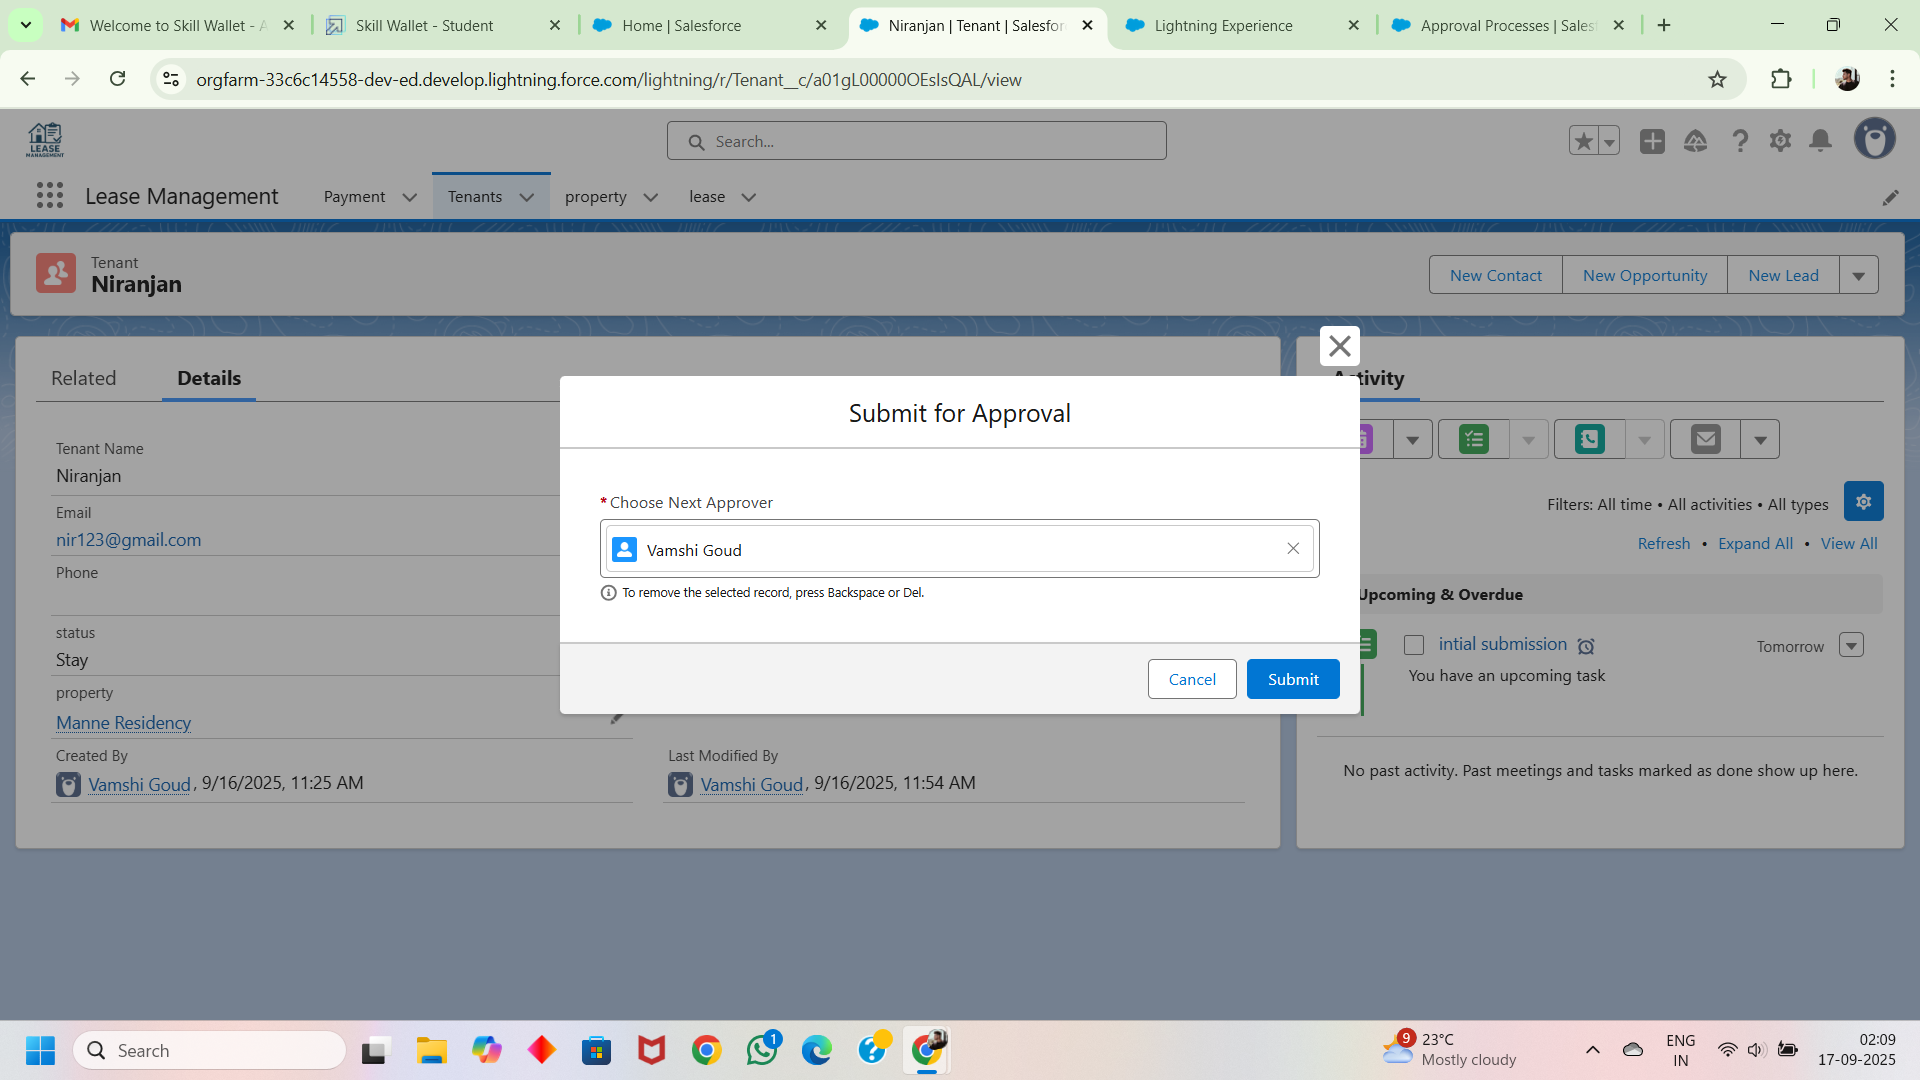 Welcome to Skill Wallet - A
Skill Wallet - Student
Home | Salesforce
Niranjan | Tenant | Salesfor
Lightning Experience
Approval Processes | Sales
orgfarm-33c6c14558-dev-ed.develop.lightning.force.com/lightning/r/Tenant__c/a01gL00000OEsIsQAL/view
LEASE
MANAGEMENT
Search...
Lease Management
Payment
Tenants
property
lease
Tenant
Niranjan
New Contact
New Opportunity
New Lead
Related
Details
Activity
Submit for Approval
Tenant Name
Niranjan
Email
nir123@gmail.com
Phone
status
Stay
property
Manne Residency
Created By
Vamshi Goud, 9/16/2025, 11:25 AM
Last Modified By
Vamshi Goud, 9/16/2025, 11:54 AM
*Choose Next Approver
Vamshi Goud
To remove the selected record, press Backspace or Del.
Cancel
Submit
Filters: All time • All activities • All types
Refresh • Expand All • View All
Upcoming & Overdue
intial submission
Tomorrow
You have an upcoming task
No past activity. Past meetings and tasks marked as done show up here.
Search
1
9
23°C
Mostly cloudy
ENG
IN
02:09
17-09-2025